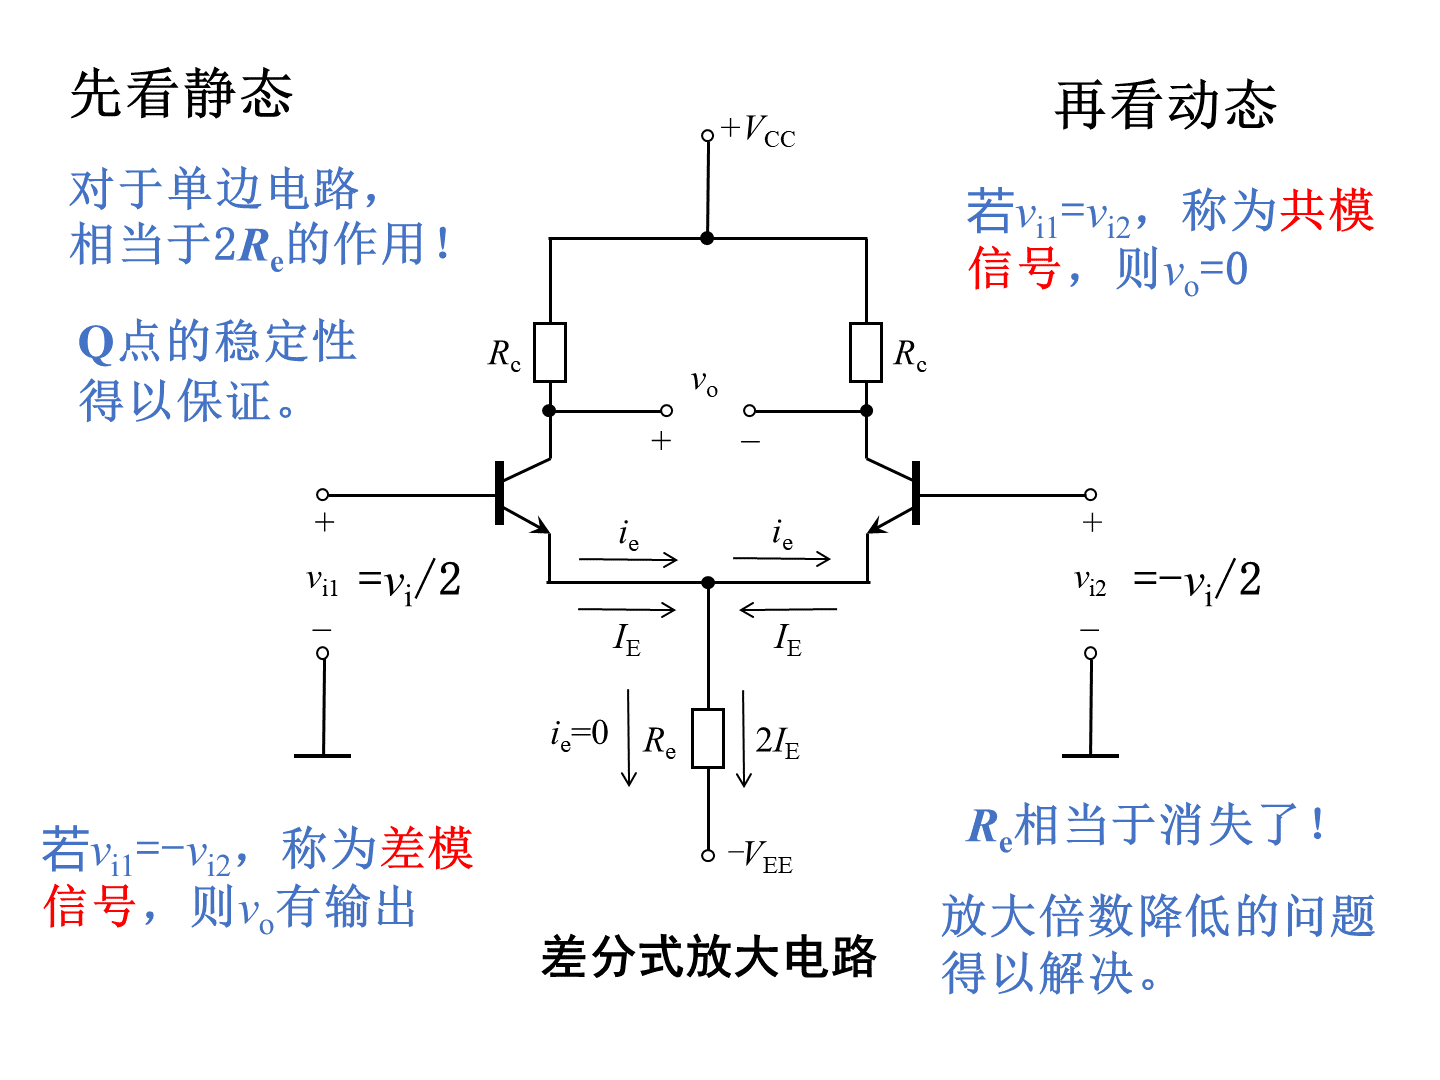 先看静态
再看动态
对于单边电路，
相当于2Re的作用！
Q点的稳定性
得以保证。
若vi1=vi2，称为共模
信号，则vo=0
+VCC
Rc
Rc
vo
+
−
+
+
ie
ie
vi1 =vi/2
vi2 =-vi/2
−
−
IE
IE
ie=0
Re
2IE
−VEE
若vi1=-vi2，称为差模
信号，则vo有输出
Re相当于消失了！
放大倍数降低的问题
得以解决。
差分式放大电路